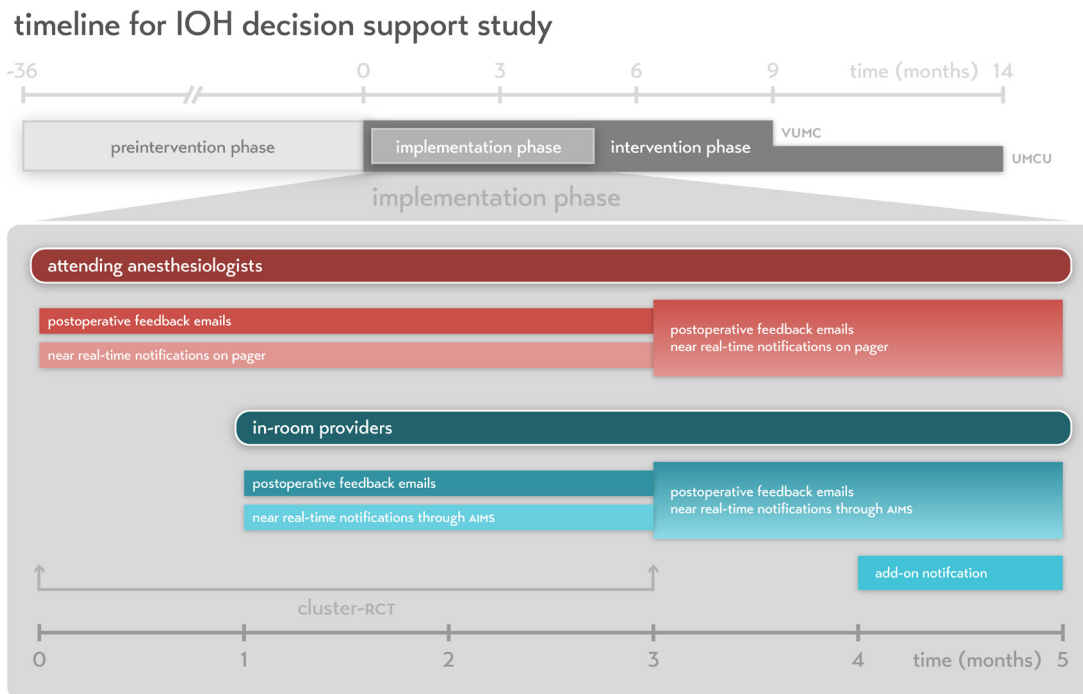 timeline for IOH decision support study
-36 0 3 6 9 time (months) 14
preintervention phase implementation phase intervention phase VUMC
UMCU
implementation phase
attending anesthesiologists
postoperative feedback emails
near real-time notifications on pager
postoperative feedback emails
near real-time notifications on pager
in-room providers
postoperative feedback emails
near real-time notifications through AIMS
postoperative feedback emails
near real-time notifications through AIMS
add-on notifcation
cluster-RCT
0 1 2 3 4 time (months) 5